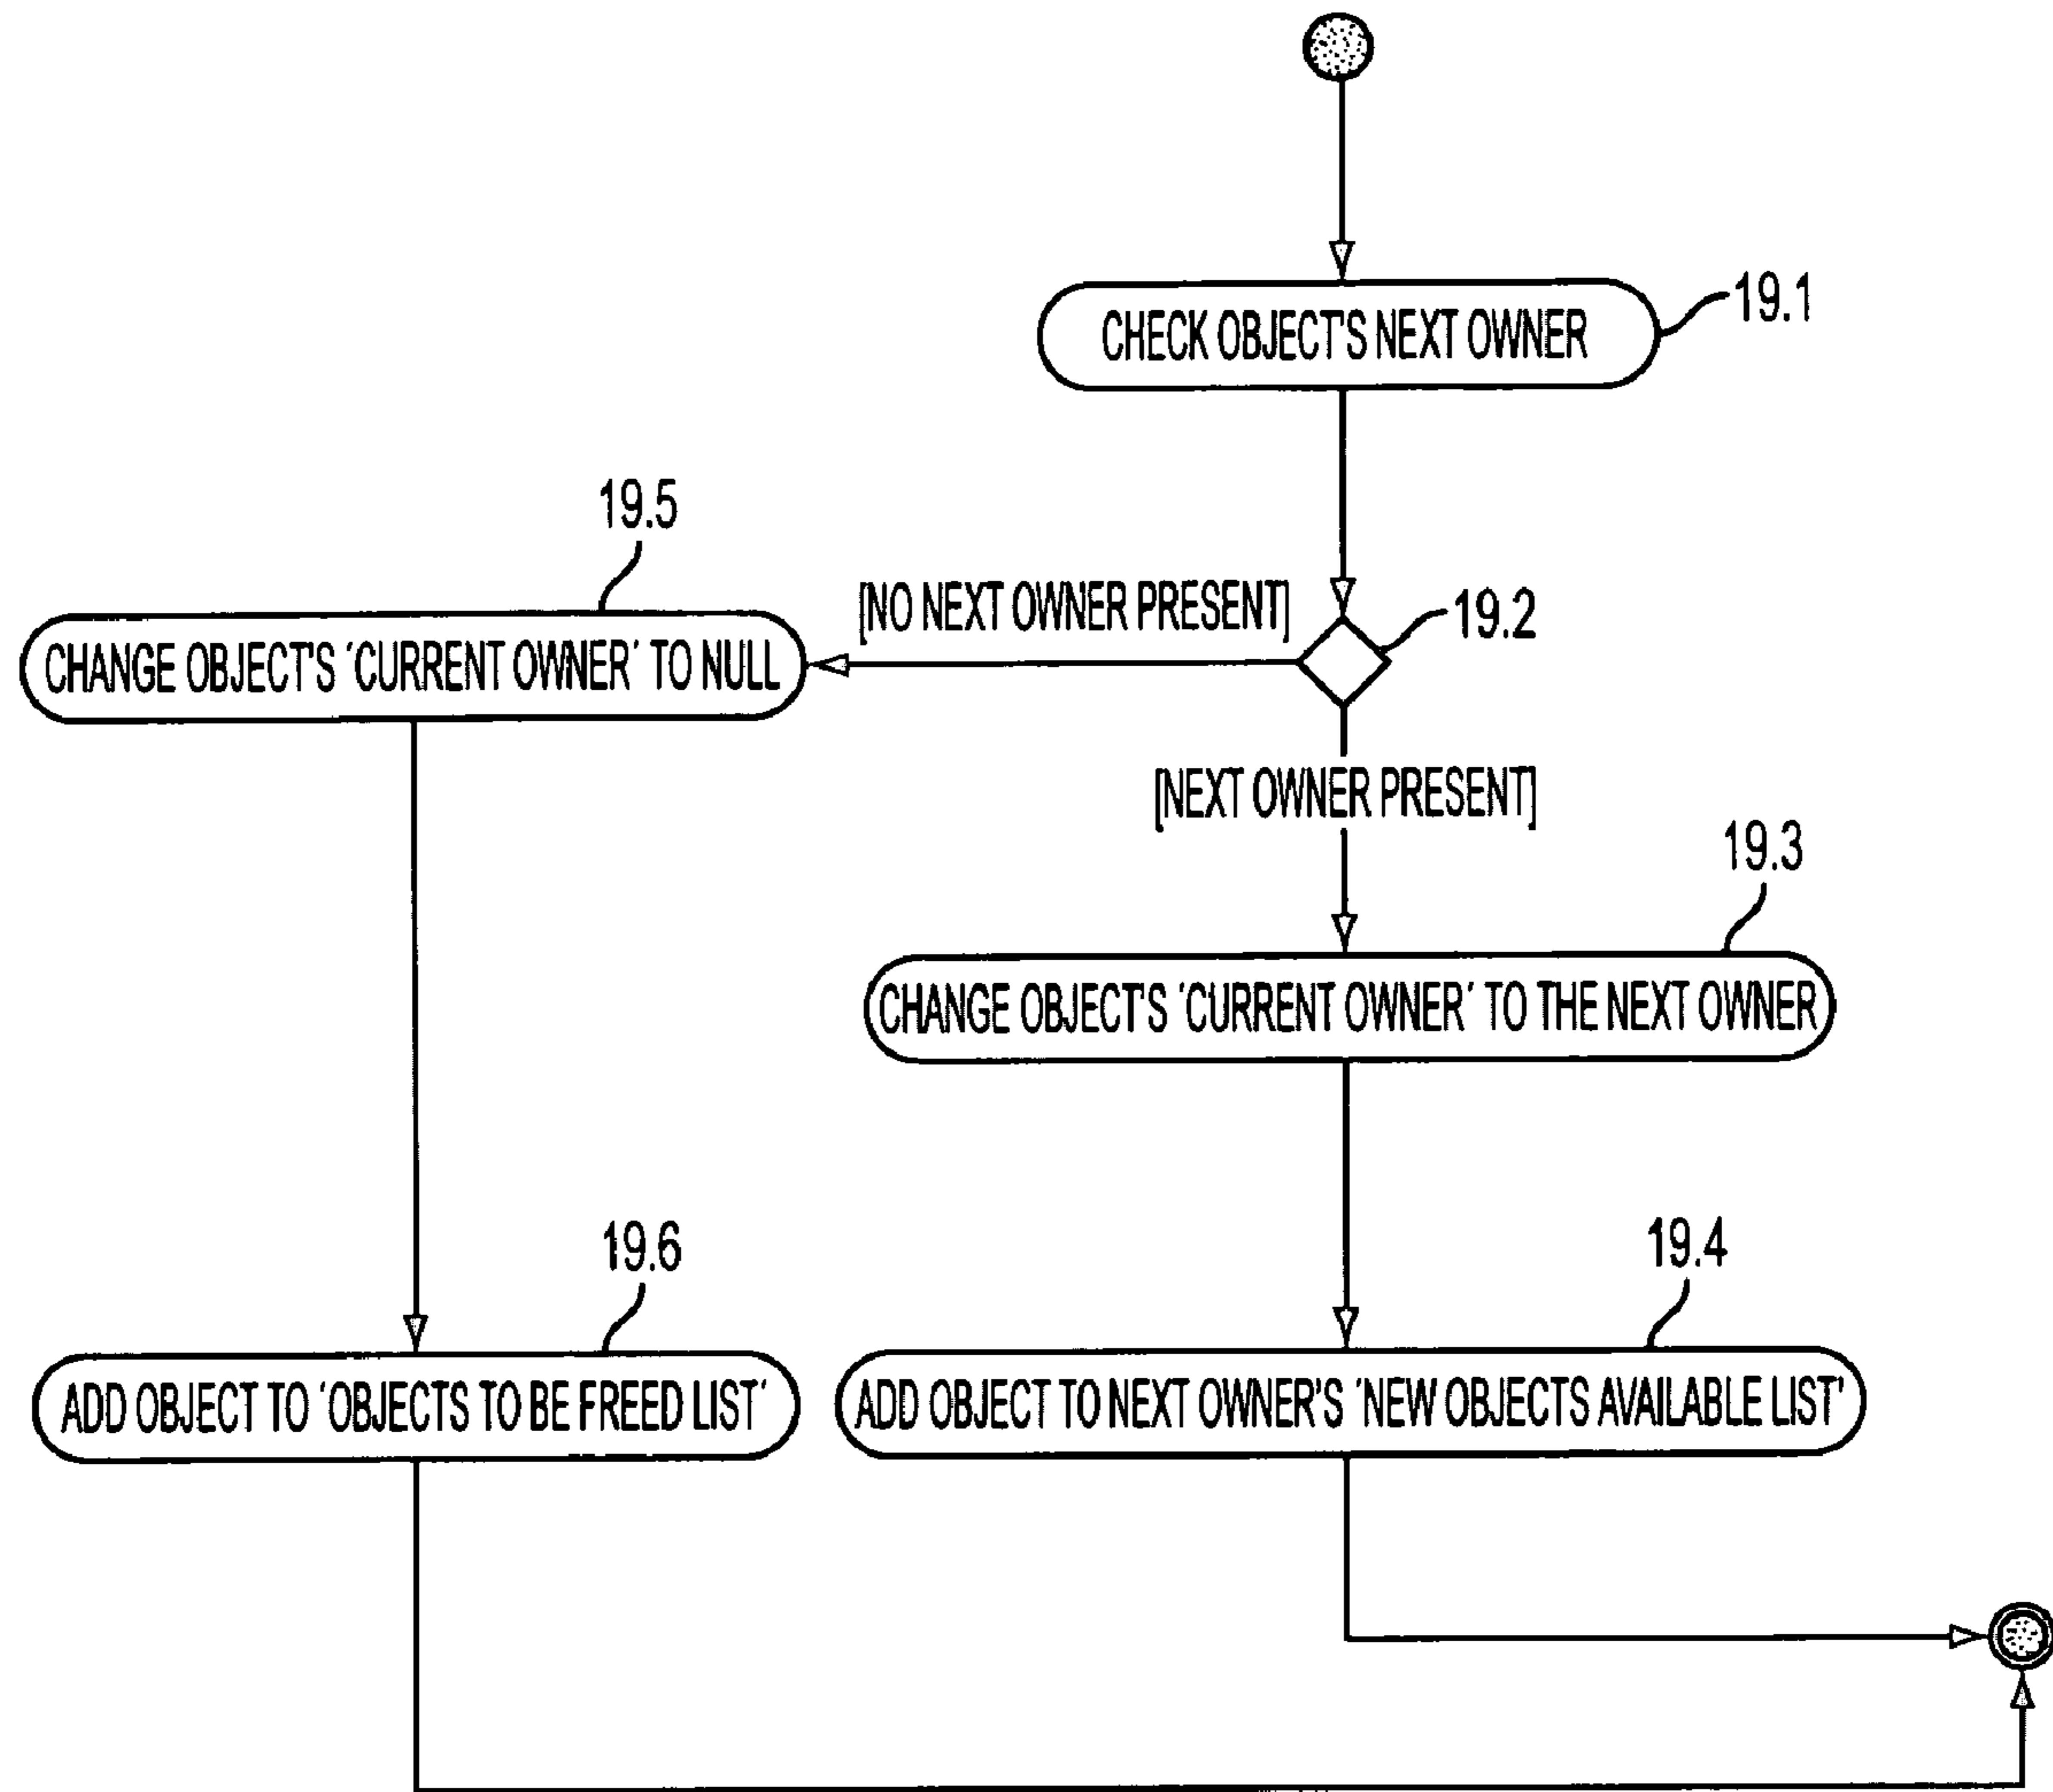 CHECK OBJECT'S NEXT OWNER
19.1
19.5
[NO NEXT OWNER PRESENT]
19.2
CHANGE OBJECT'S 'CURRENT OWNER' TO NULL
[NEXT OWNER PRESENT]
19.3
CHANGE OBJECT'S 'CURRENT OWNER' TO THE NEXT OWNER
19.6
19.4
ADD OBJECT TO 'OBJECTS TO BE FREED LIST'
ADD OBJECT TO NEXT OWNER'S 'NEW OBJECTS AVAILABLE LIST'